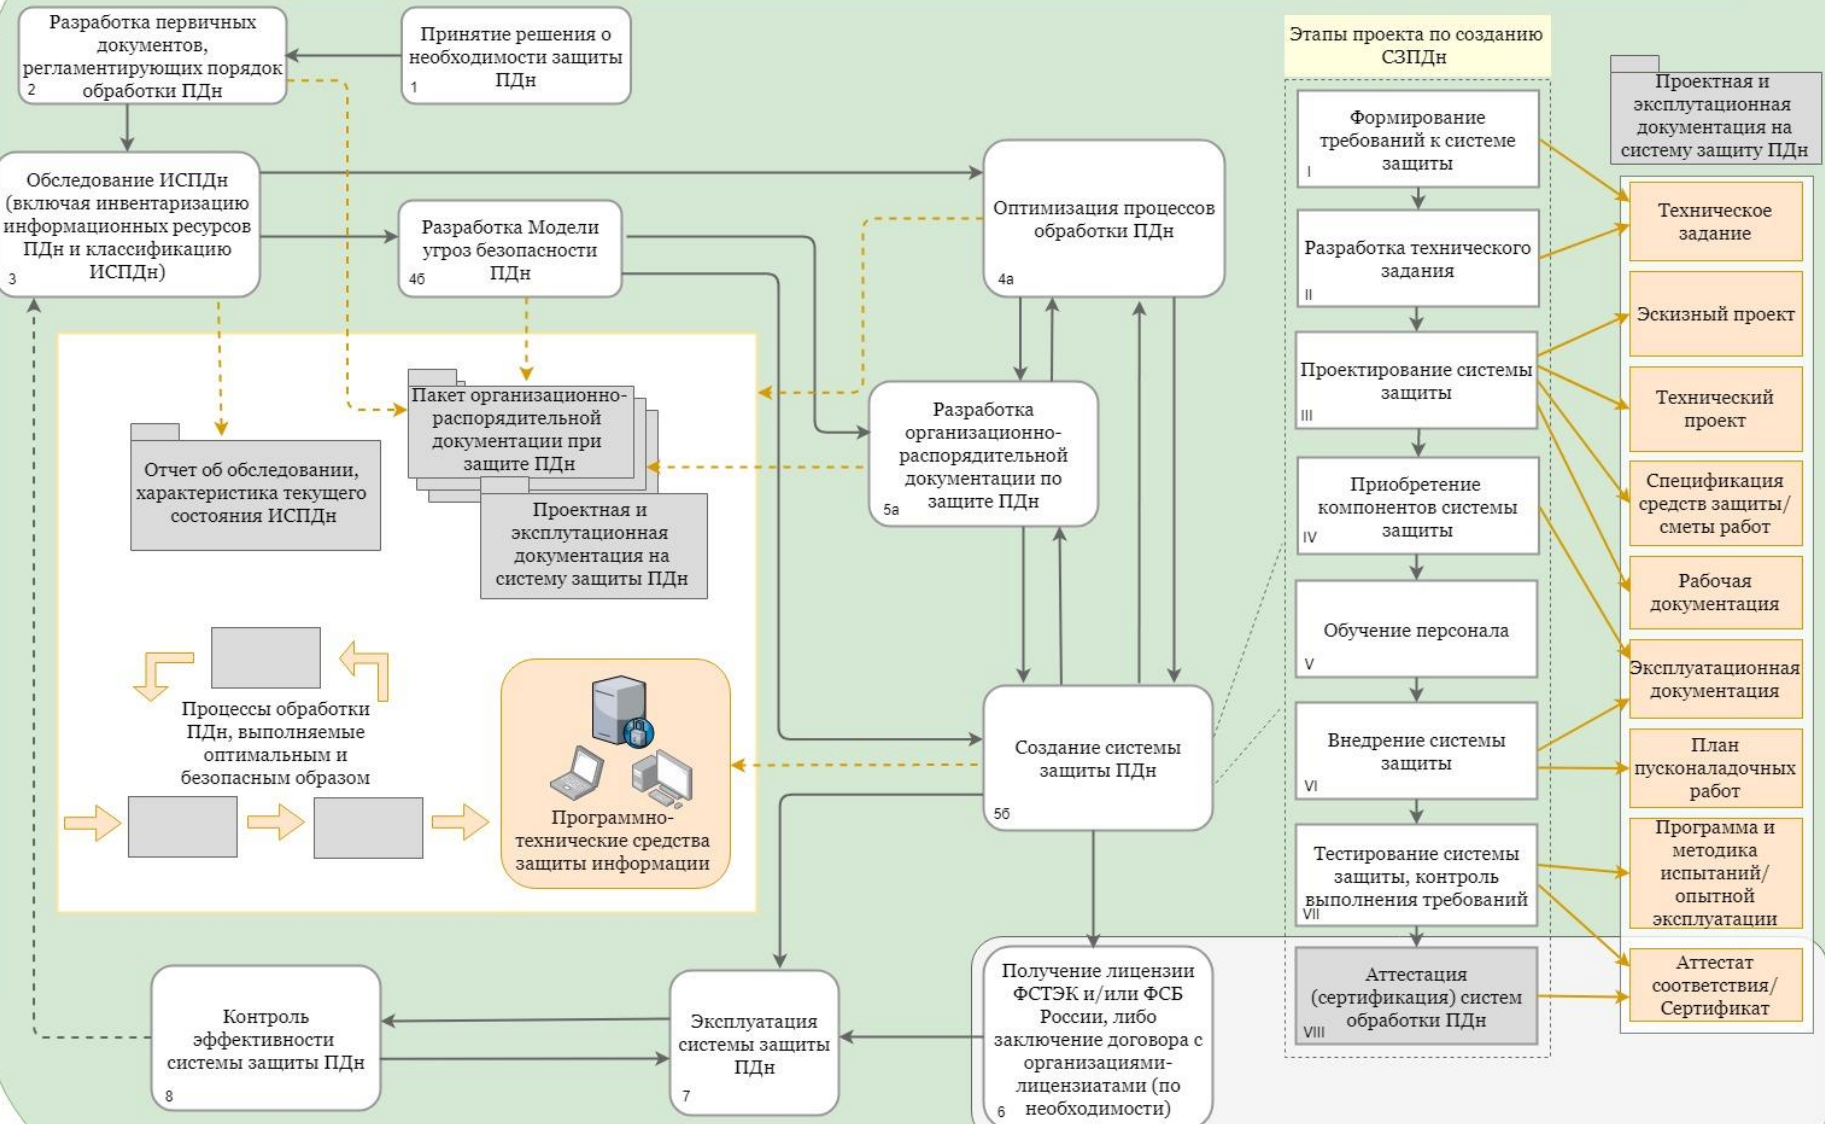 Разработка первичных
документов,
регламентирующих порядок
обработки ПДн
2
Принятие решения о
необходимости защиты
ПДн
1
Обследование ИСПДн
(включая инвентаризацию
информационных ресурсов
ПДн и классификацию
ИСПДн)
3
Разработка Модели
угроз безопасности
ПДн
4б
Оптимизация процессов
обработки ПДн
4а
Отчет об обследовании,
характеристика текущего
состояния ИСПДн
Пакет организационно-
распорядительной
документации при
защите ПДн
Проектная и
эксплутационная
документация на
систему защиты ПДн
Разработка
организационно-
распорядительной
документации по
защите ПДн
5а
Процессы обработки
ПДн, выполняемые
оптимальным и
безопасным образом
Программно-
технические средства
защиты информации
Создание системы
защиты ПДн
5б
Контроль
эффективности
системы защиты ПДн
8
Эксплуатация
системы защиты
ПДн
7
Получение лицензии
ФСТЭК и/или ФСБ
России, либо
заключение договора с
организациями-
лицензиатами (по
необходимости)
6
Этапы проекта по созданию
СЗПДн
Формирование
требований к системе
защиты
I
Разработка технического
задания
II
Проектирование системы
защиты
III
Приобретение
компонентов системы
защиты
IV
Обучение персонала
V
Внедрение системы
защиты
VI
Тестирование системы
защиты, контроль
выполнения требований
VII
Аттестация
(сертификация) систем
обработки ПДн
VIII
Проектная и
эксплутационная
документация на
систему защиту ПДн
Техническое
задание
Эскизный проект
Технический
проект
Спецификация
средств защиты/
сметы работ
Рабочая
документация
Эксплуатационная
документация
План
пусконаладочных
работ
Программа и
методика
испытаний/
опытной
эксплуатации
Аттестат
соответствия/
Сертификат